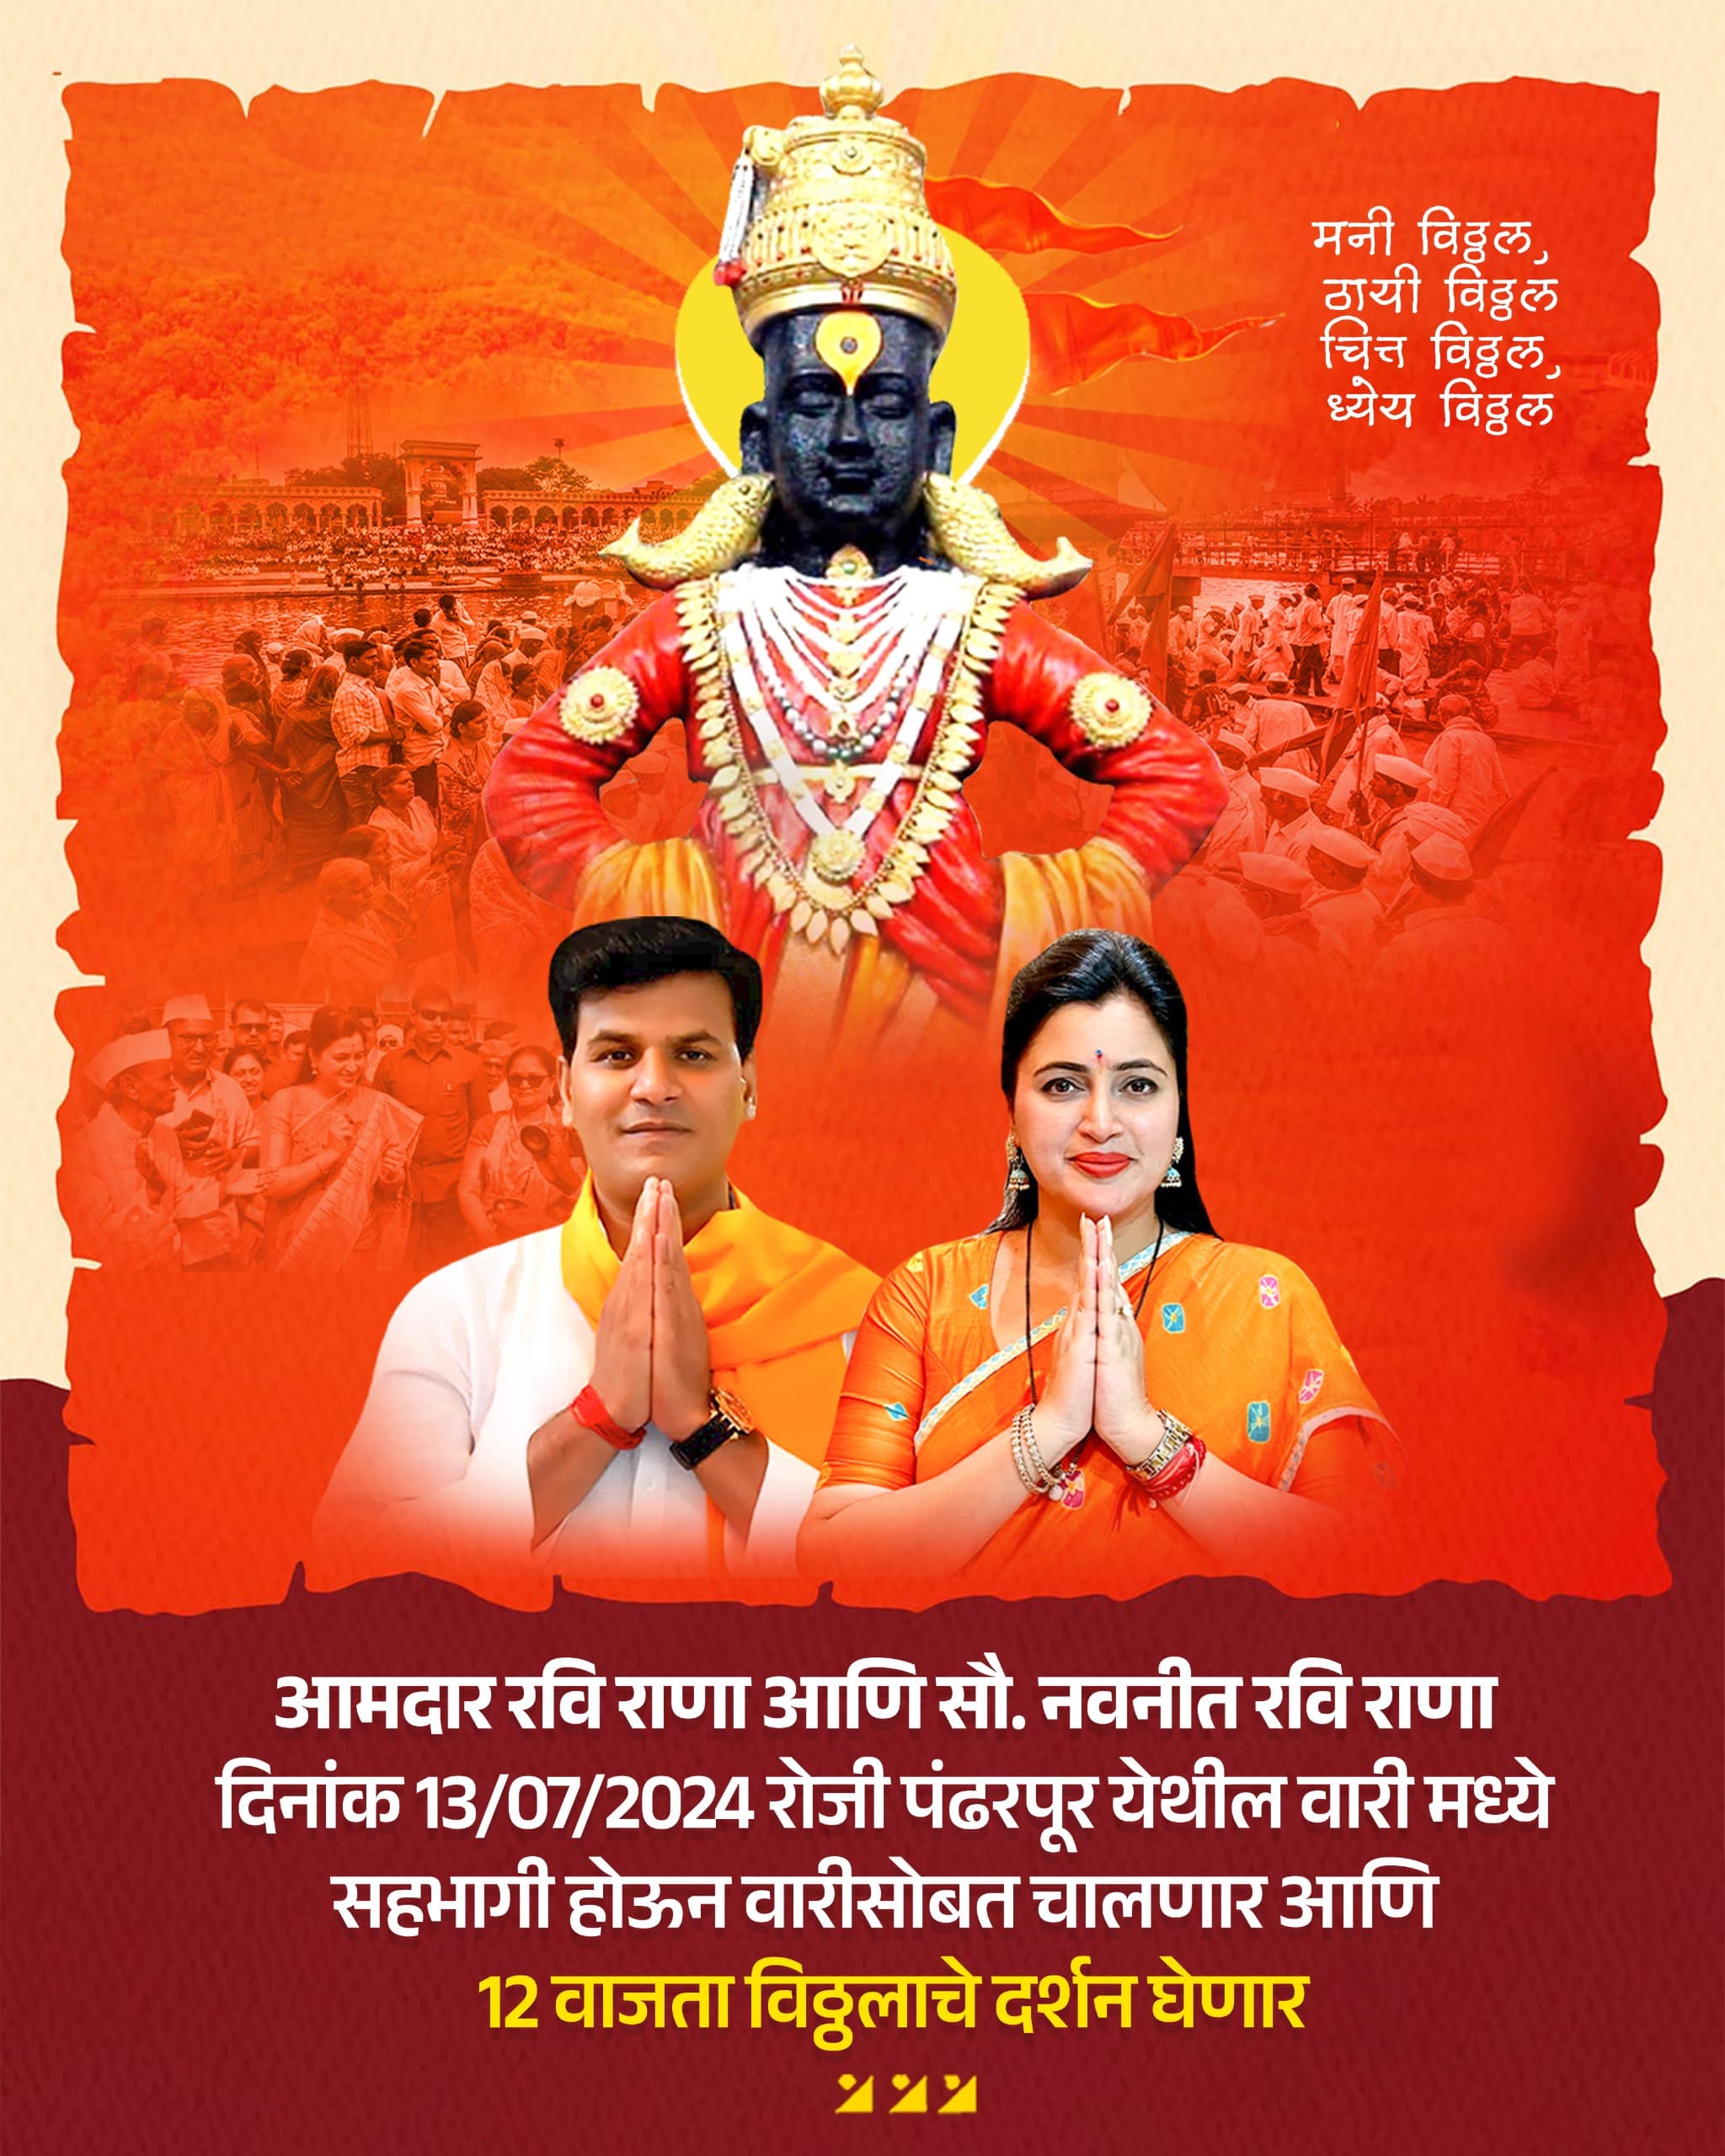 मनी विठ्ठल,
ठायी विठ्ठल
चित्त विठ्ठल,
ध्येय विठ्ठल
आमदार रवि राणा आणि सौ. नवनीत रवि राणा
दिनांक 13/07/2024 रोजी पंढरपूर येथील वारी मध्ये
सहभागी होऊन वारीसोबत चालणार आणि
12 वाजता विठ्ठलाचे दर्शन घेणार